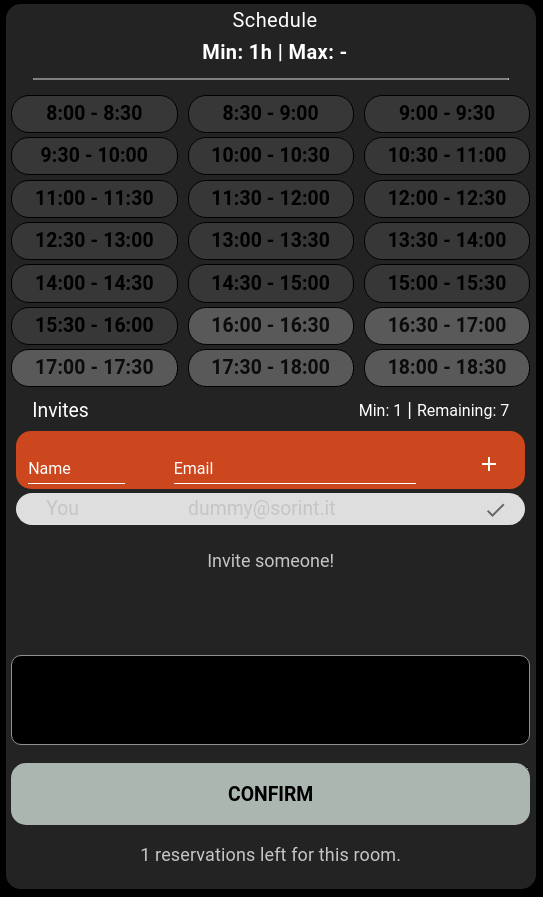 Schedule
Min: 1h | Max: -
8:00 - 8:30 8:30 - 9:00 9:00 - 9:30
9:30 - 10:00 10:00 - 10:30 10:30 - 11:00
11:00 - 11:30 11:30 - 12:00 12:00 - 12:30
12:30 - 13:00 13:00 - 13:30 13:30 - 14:00
14:00 - 14:30 14:30 - 15:00 15:00 - 15:30
15:30 - 16:00 16:00 - 16:30 16:30 - 17:00
17:00 - 17:30 17:30 - 18:00 18:00 - 18:30
Invites Min: 1 | Remaining: 7
Name Email +
You dummy@sorint.it
Invite someone!
CONFIRM
1 reservations left for this room.